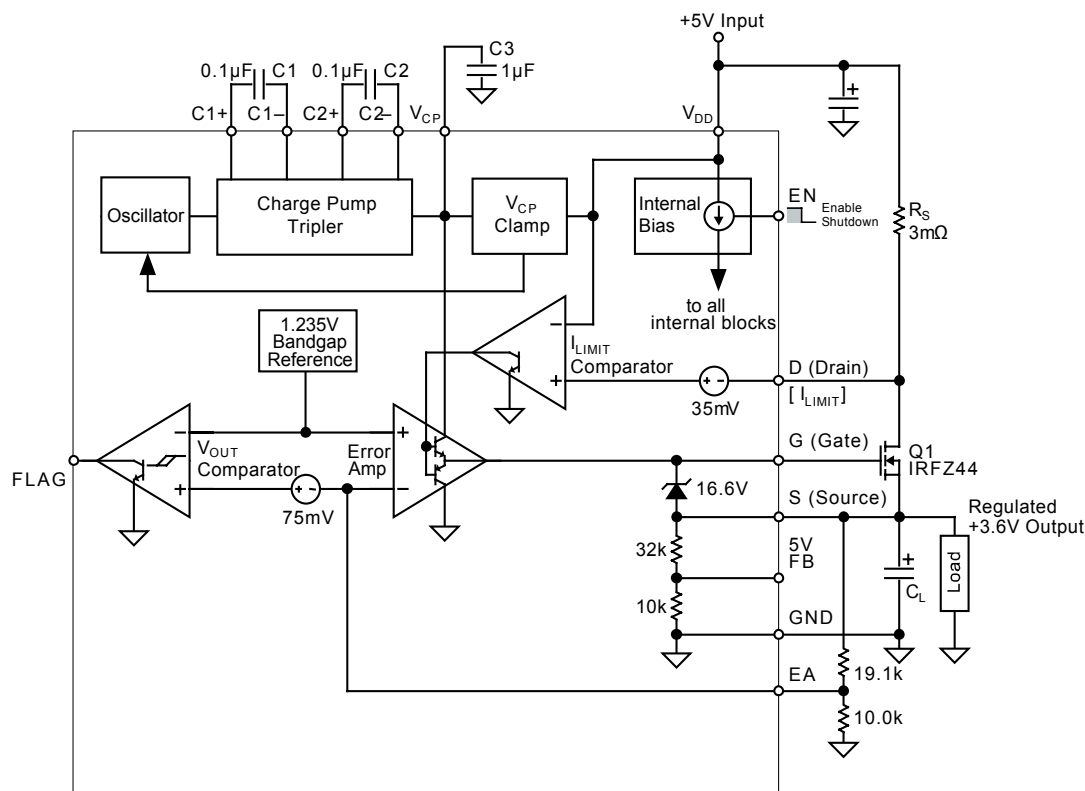 +5V Input
C3
1µF
0.1µF C1 0.1µF C2
C1+ C1– C2+ C2– VCP
VDD
Oscillator
Charge Pump
Tripler
VCP
Clamp
Internal
Bias
EN
Enable
Shutdown
RS
3mΩ
to all
internal blocks
1.235V
Bandgap
Reference
ILIMIT
Comparator
– +
+ –
35mV
D (Drain)
[ ILIMIT]
FLAG
– +
VOUT
Comparator
+ –
75mV
Error
Amp
+ –
G (Gate)
Q1
IRFZ44
16.6V
S (Source)
Regulated
+3.6V Output
32k
5V
FB
10k
+
CL
Load
GND
EA
19.1k
10.0k
+